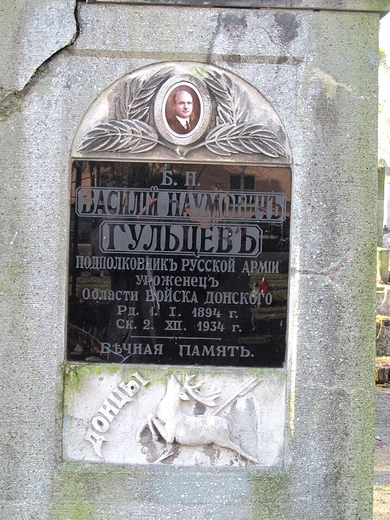 Б. Н.
ВАСИЛІЙ НАУМОВИЧЪ
ГУЛЬЦЕВЪ
ПОДПОЛКОВНИКЪ РУССКОЙ АРМІИ
УРОЖЕНЕЦЪ
ОБЛАСТИ ВОЙСКА ДОНСКОГО
РД. 1. I. 1894 Г.
СК. 2. XII. 1934 Г.
ВѢЧНАЯ ПАМЯТЬ.
ДОНЦЫ